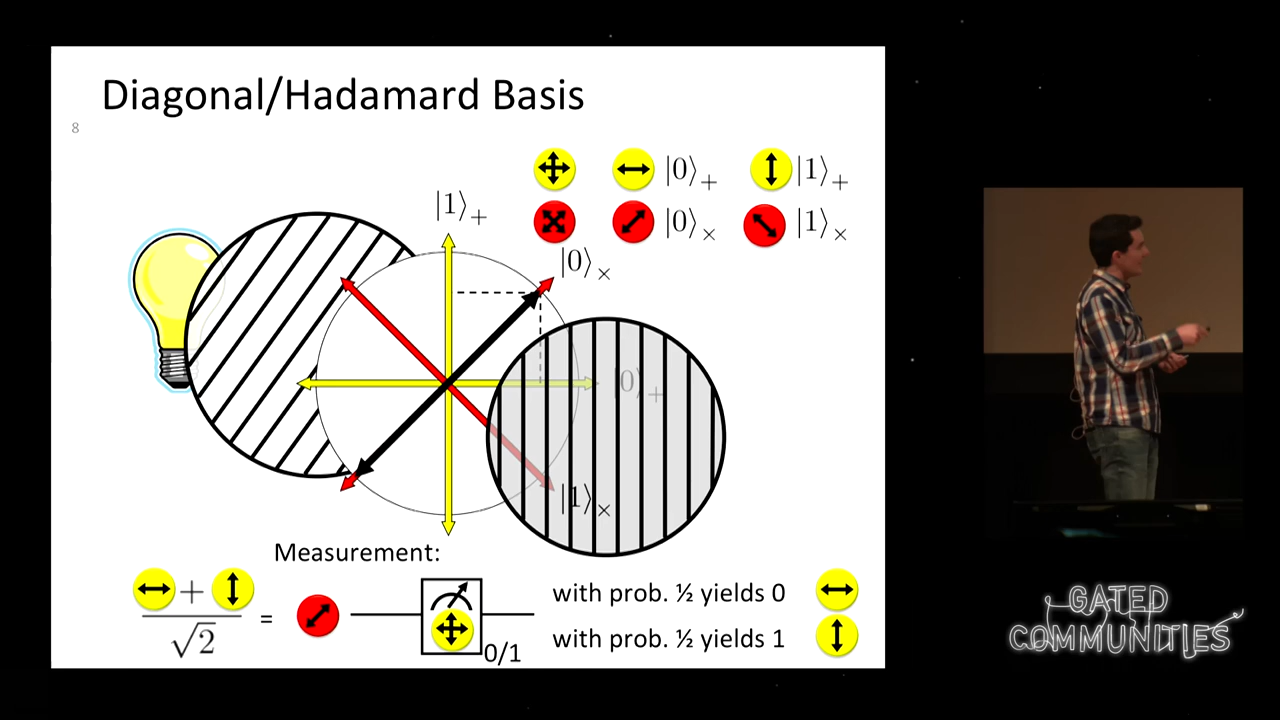 Diagonal/Hadamard Basis
8
|0⟩₊ |1⟩₊
|0⟩ₓ |1⟩ₓ
|1⟩₊
|0⟩ₓ
|0⟩₊
|1⟩ₓ
Measurement:
+
√2
=
0/1
with prob. ½ yields 0
with prob. ½ yields 1
GATED
COMMUNITIES